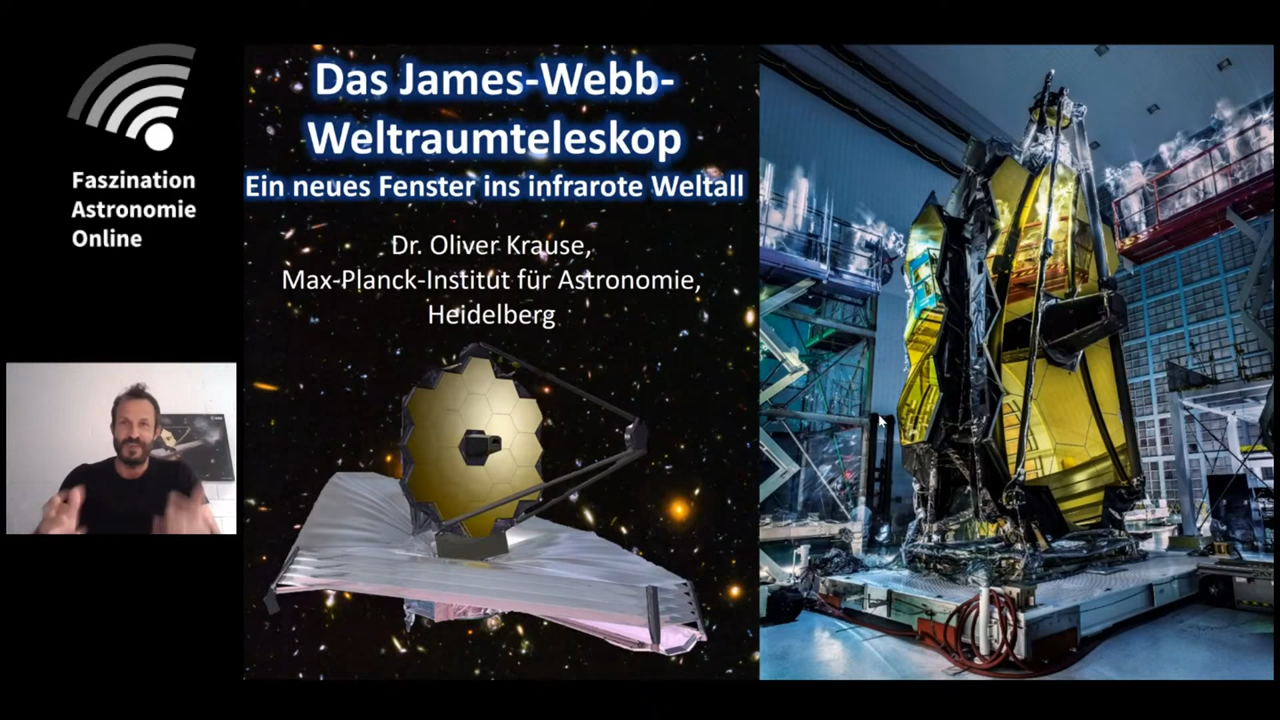 Faszination
Astronomie
Online
Das James-Webb-
Weltraumteleskop
Ein neues Fenster ins infrarote Weltall
Dr. Oliver Krause,
Max-Planck-Institut für Astronomie,
Heidelberg